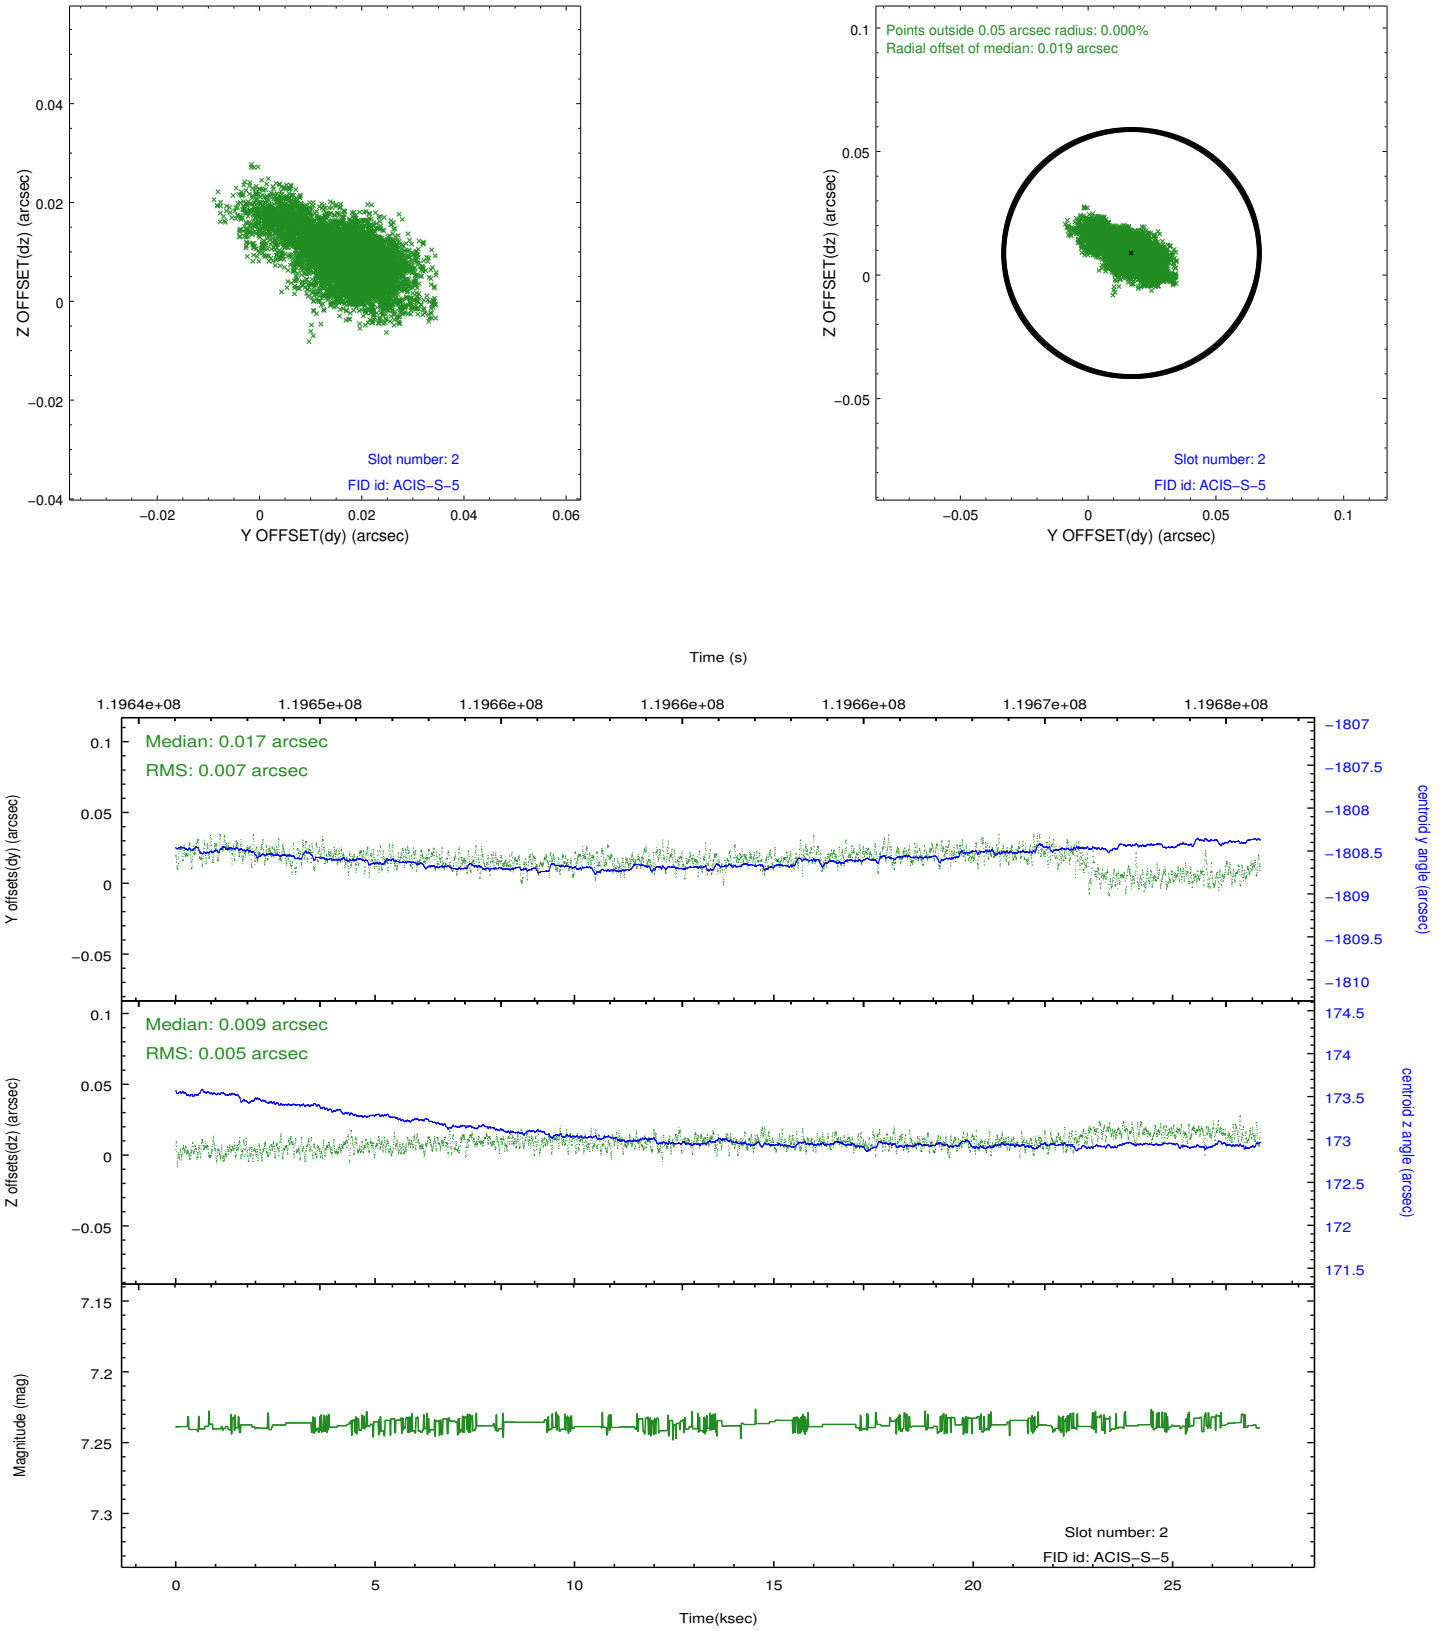 0.04
0.02
0
−0.02
−0.04
Z OFFSET(dz) (arcsec)
Slot number: 2
FID id: ACIS−S−5
−0.02 0 0.02 0.04 0.06
Y OFFSET(dy) (arcsec)
Points outside 0.05 arcsec radius: 0.000%
Radial offset of median: 0.019 arcsec
0.1
0.05
0
−0.05
Z OFFSET(dz) (arcsec)
Slot number: 2
FID id: ACIS−S−5
−0.05 0 0.05 0.1
Y OFFSET(dy) (arcsec)
Time (s)
1.1964e+08 1.1965e+08 1.1966e+08 1.1966e+08 1.1966e+08 1.1967e+08 1.1968e+08
Median: 0.017 arcsec
RMS: 0.007 arcsec
0.1
0.05
0
−0.05
Y offsets(dy) (arcsec)
−1807
−1807.5
−1808
−1808.5
−1809
−1809.5
−1810
centroid y angle (arcsec)
Median: 0.009 arcsec
RMS: 0.005 arcsec
0.1
0.05
0
−0.05
Z offsets(dz) (arcsec)
174.5
174
173.5
173
172.5
172
171.5
centroid z angle (arcsec)
7.15
7.2
7.25
7.3
Magnitude (mag)
Slot number: 2
FID id: ACIS−S−5
0 5 10 15 20 25
Time(ksec)